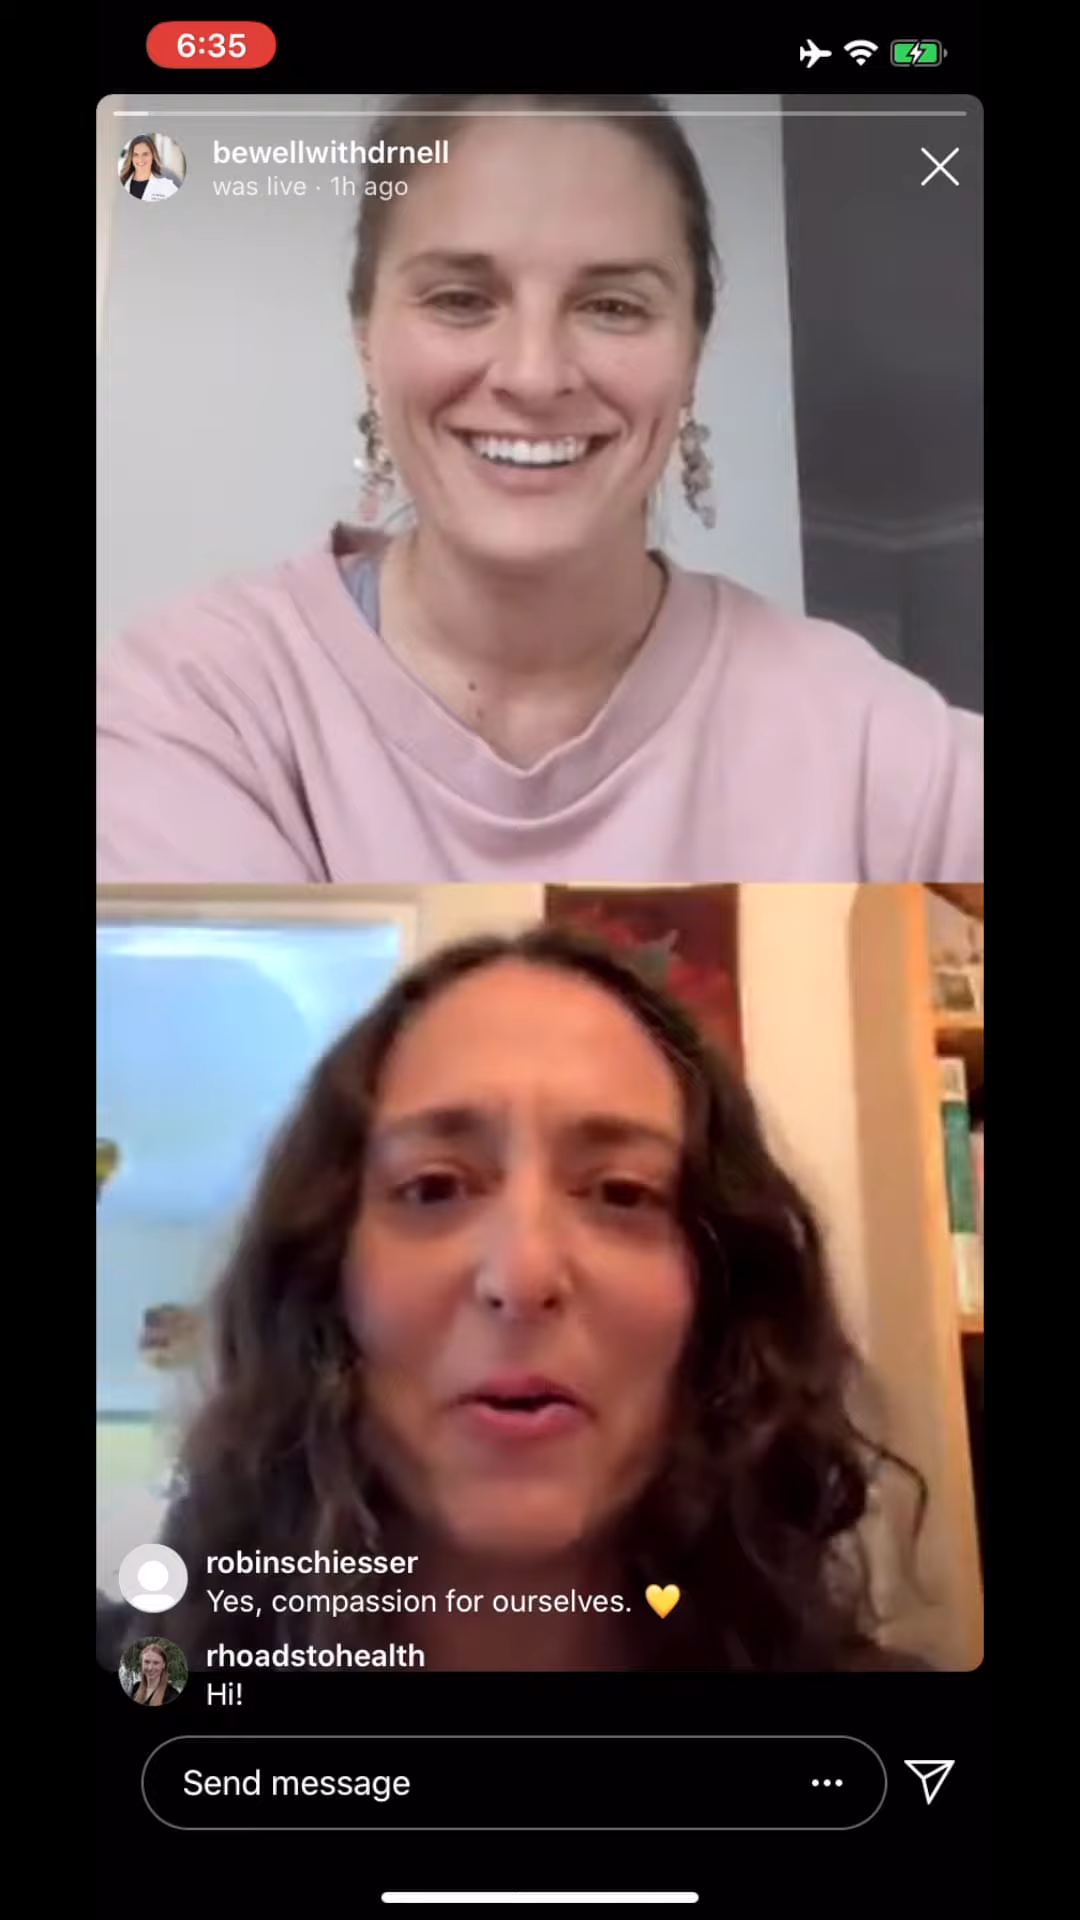 6:35
bewellwithdrnell
was live · 1h ago
robinschiesser
Yes, compassion for ourselves. 💛
rhoadstohealth
Hi!
Send message